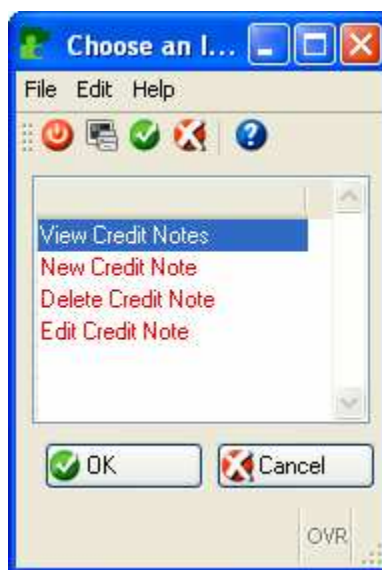 Choose an I...
File Edit Help
View Credit Notes
New Credit Note
Delete Credit Note
Edit Credit Note
OK Cancel
OVR